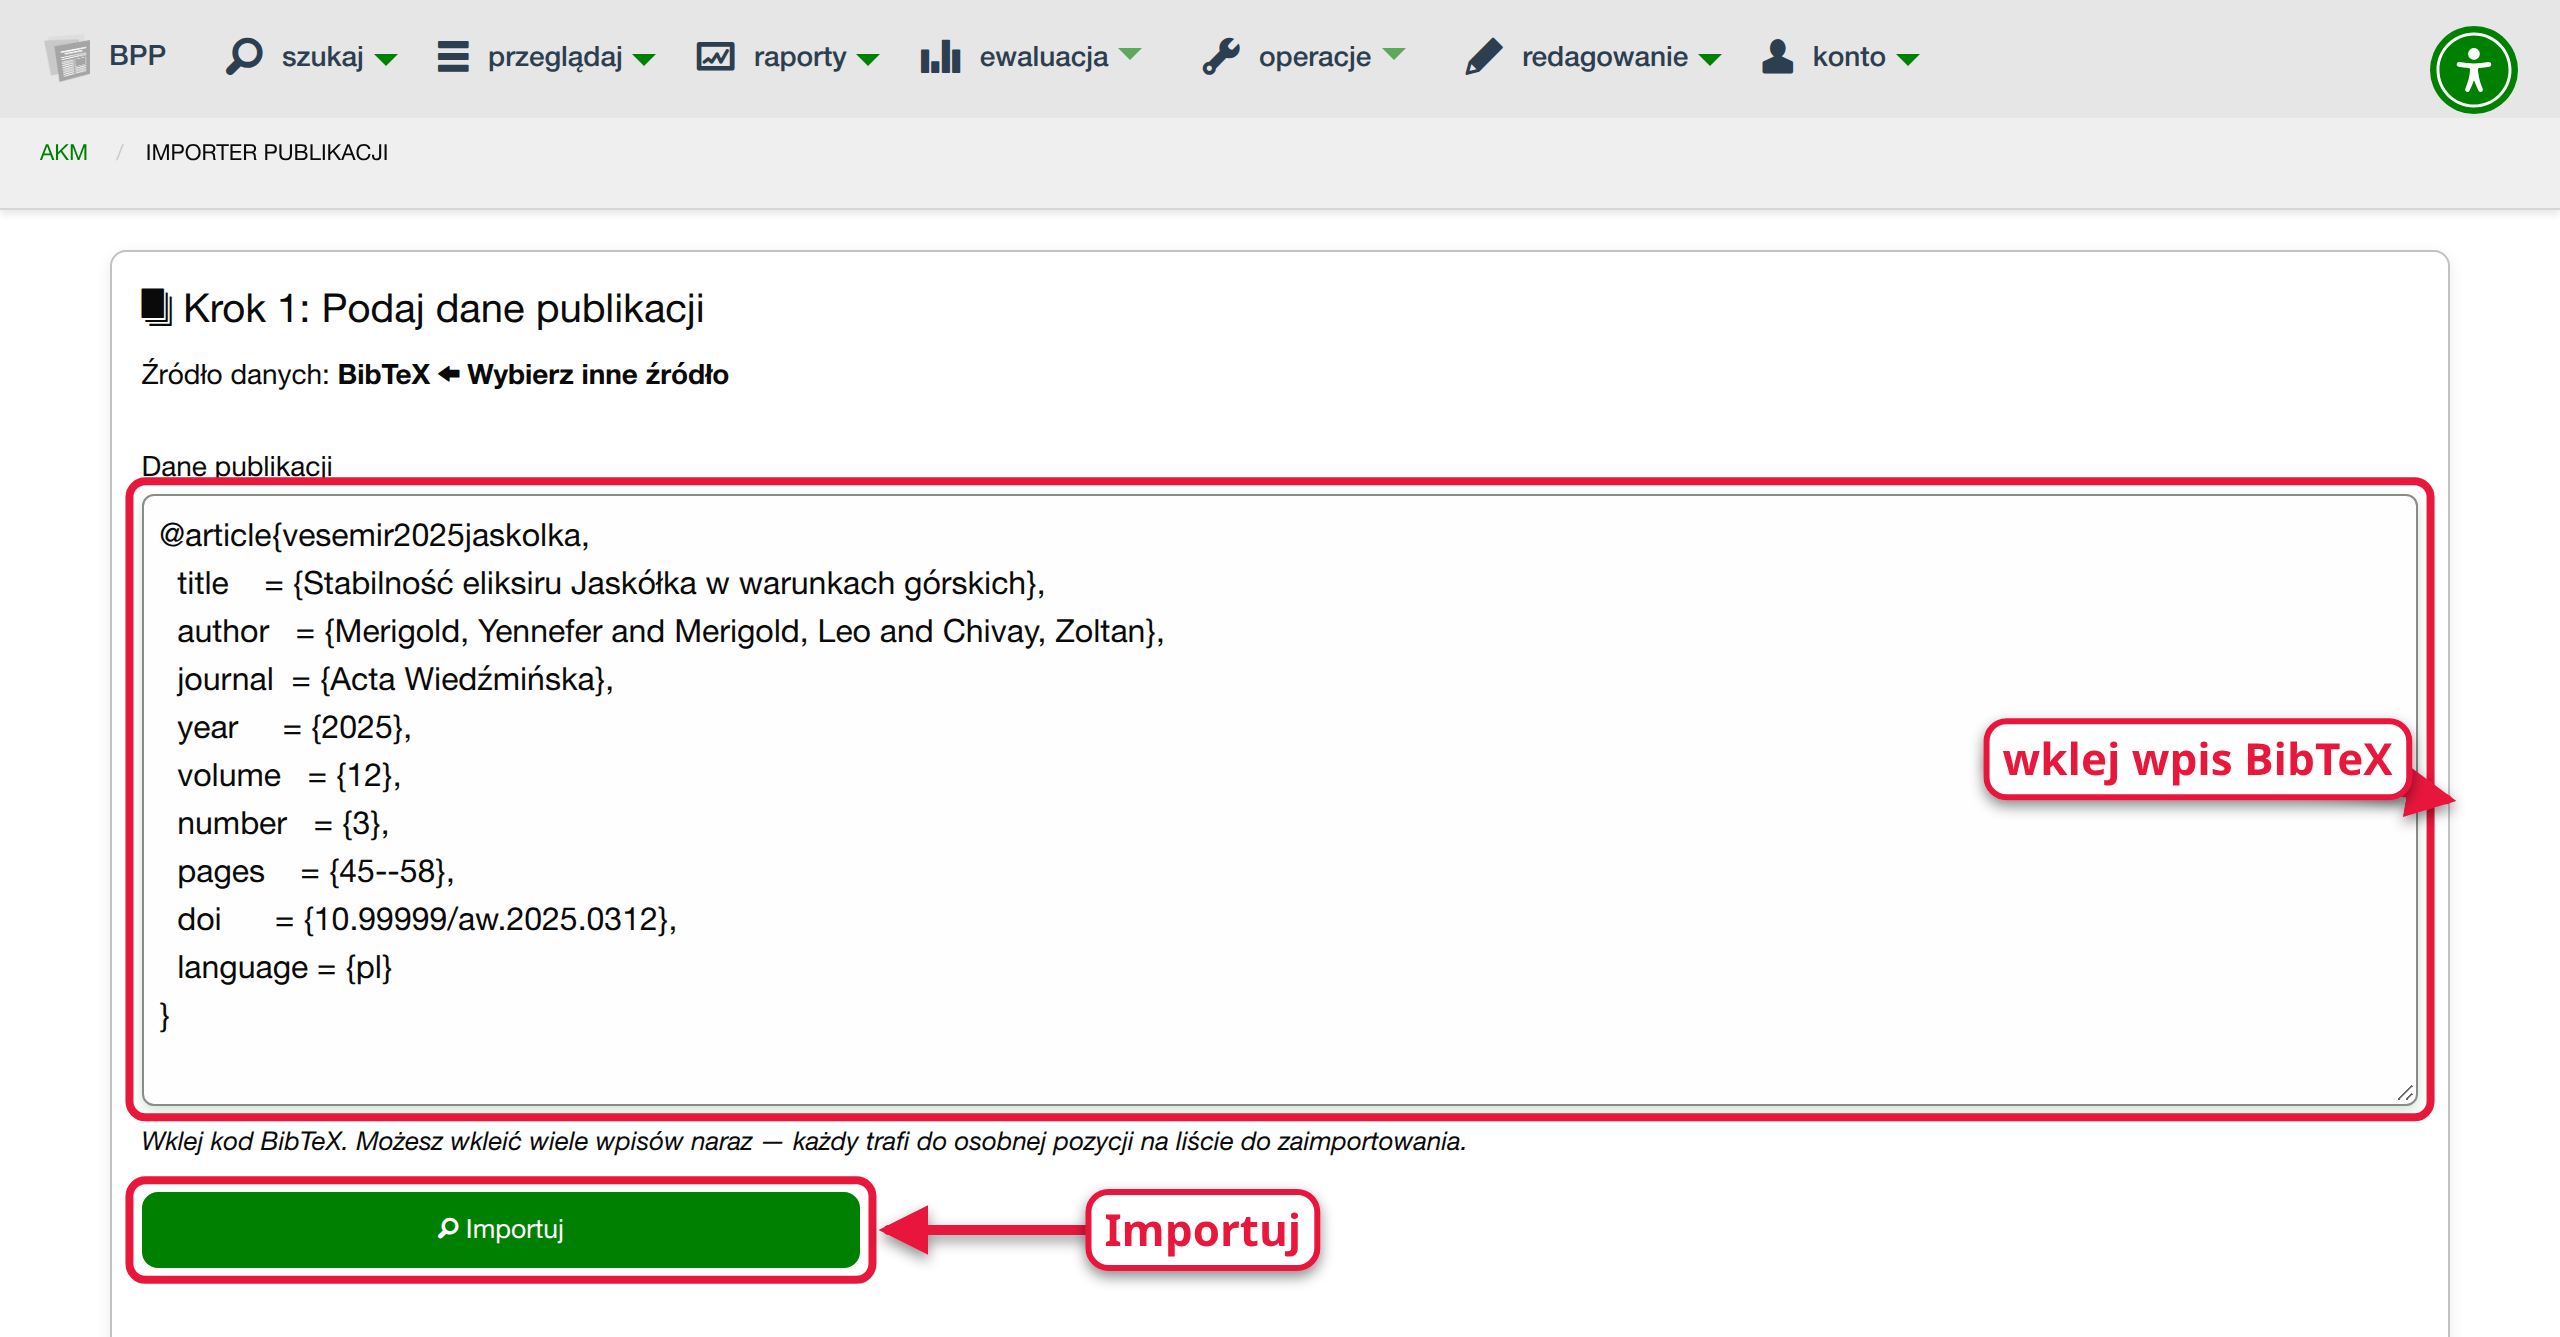 BPP szukaj przeglądaj raporty ewaluacja operacje redagowanie konto
AKM / IMPORTER PUBLIKACJI
Krok 1: Podaj dane publikacji
Źródło danych: BibTeX Wybierz inne źródło
Dane publikacji
@article{vesemir2025jaskolka,
title = {Stabilność eliksiru Jaskółka w warunkach górskich},
author = {Merigold, Yennefer and Merigold, Leo and Chivay, Zoltan},
journal = {Acta Wiedźmińska},
year = {2025},
wklej wpis BibTeX
volume = {12},
number = {3},
pages = {45--58},
doi = {10.99999/aw.2025.0312},
language = {pl}
}
Wklej kod BibTeX. Możesz wkleić wiele wpisów naraz — każdy trafi do osobnej pozycji na liście do zaimportowania.
Importuj
Importuj